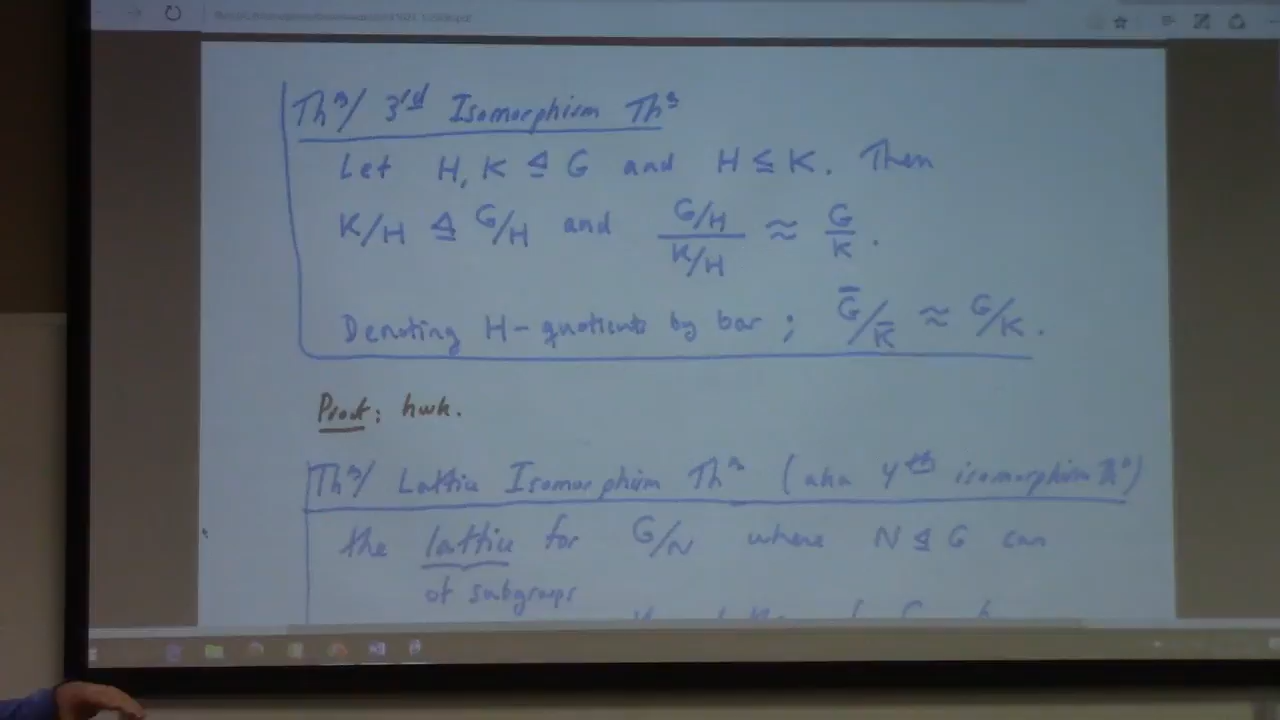 Thᵐ/ 3rd Isomorphism Thᵐ
Let H, K ⊴ G and H ≤ K. Then
K/H ⊴ G/H and (G/H)/(K/H) ≈ G/K.
Denoting H-quotients by bar; Ḡ/K̄ ≈ G/K.
Proof: hwk.
Thᵐ/ Lattice Isomorphism Thᵐ (aka 4th isomorphism Thᵐ)
the lattice for G/N where N ⊴ G can
of subgroups